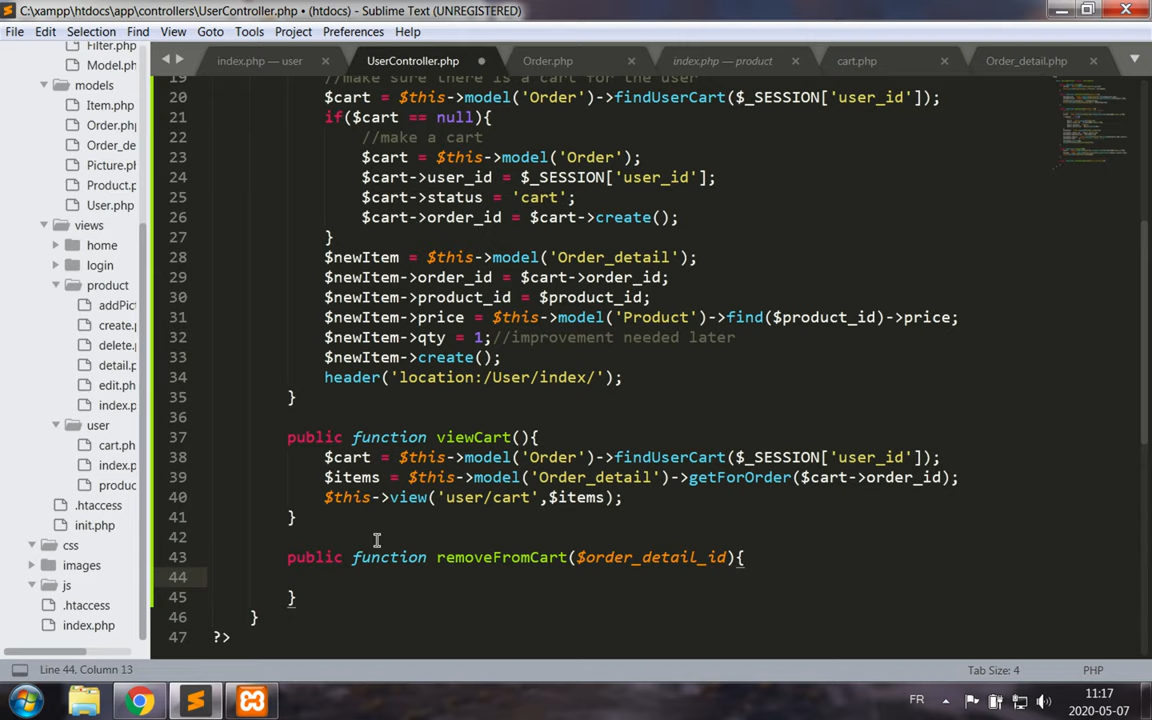 C:\xampp\htdocs\app\controllers\UserController.php • (htdocs) - Sublime Text (UNREGISTERED)
File Edit Selection Find View Goto Tools Project Preferences Help
index.php — user UserController.php Order.php index.php — product cart.php Order_detail.php
Filter.php
Model.ph
models
Item.php
Order.ph
Order_de
Picture.p
Product.p
User.php
views
home
login
product
addPic
create.p
delete.p
detail.p
edit.ph
index.p
user
cart.ph
index.p
produc
.htaccess
init.php
css
images
js
.htaccess
index.php
19 //make sure there is a cart for the user
20 $cart = $this->model('Order')->findUserCart($_SESSION['user_id']);
21 if($cart == null){
22 //make a cart
23 $cart = $this->model('Order');
24 $cart->user_id = $_SESSION['user_id'];
25 $cart->status = 'cart';
26 $cart->order_id = $cart->create();
27 }
28 $newItem = $this->model('Order_detail');
29 $newItem->order_id = $cart->order_id;
30 $newItem->product_id = $product_id;
31 $newItem->price = $this->model('Product')->find($product_id)->price;
32 $newItem->qty = 1;//improvement needed later
33 $newItem->create();
34 header('location:/User/index/');
35 }
36
37 public function viewCart(){
38 $cart = $this->model('Order')->findUserCart($_SESSION['user_id']);
39 $items = $this->model('Order_detail')->getForOrder($cart->order_id);
40 $this->view('user/cart',$items);
41 }
42
43 public function removeFromCart($order_detail_id){
44
45 }
46 }
47 ?>
Line 44, Column 13 Tab Size: 4 PHP
FR 11:17
2020-05-07